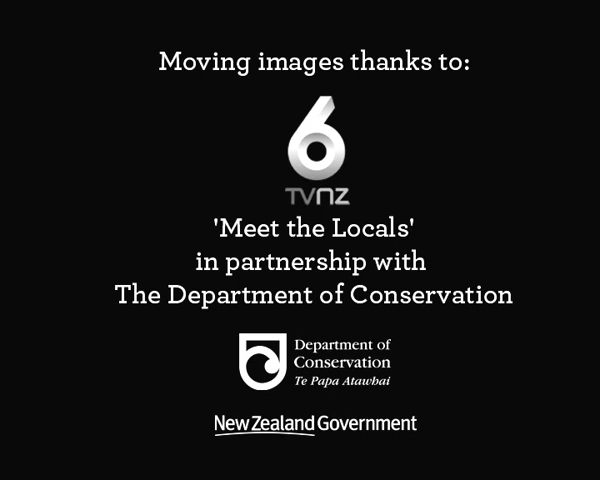 Moving images thanks to:
6
TVNZ
'Meet the Locals'
in partnership with
The Department of Conservation
Department of
Conservation
Te Papa Atawhai
New Zealand Government